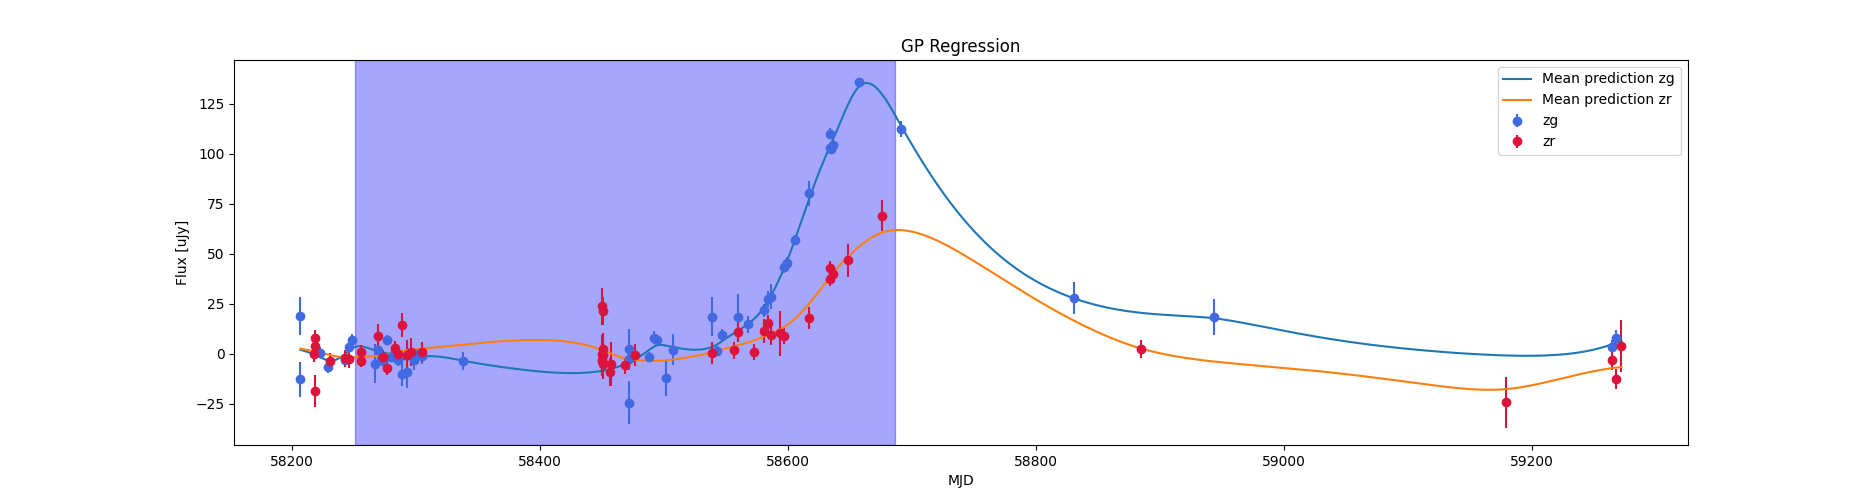 GP Regression
Flux [uJy]
125
100
75
50
25
0
−25
58200
58400
58600
58800
59000
59200
MJD
Mean prediction zg
Mean prediction zr
zg
zr